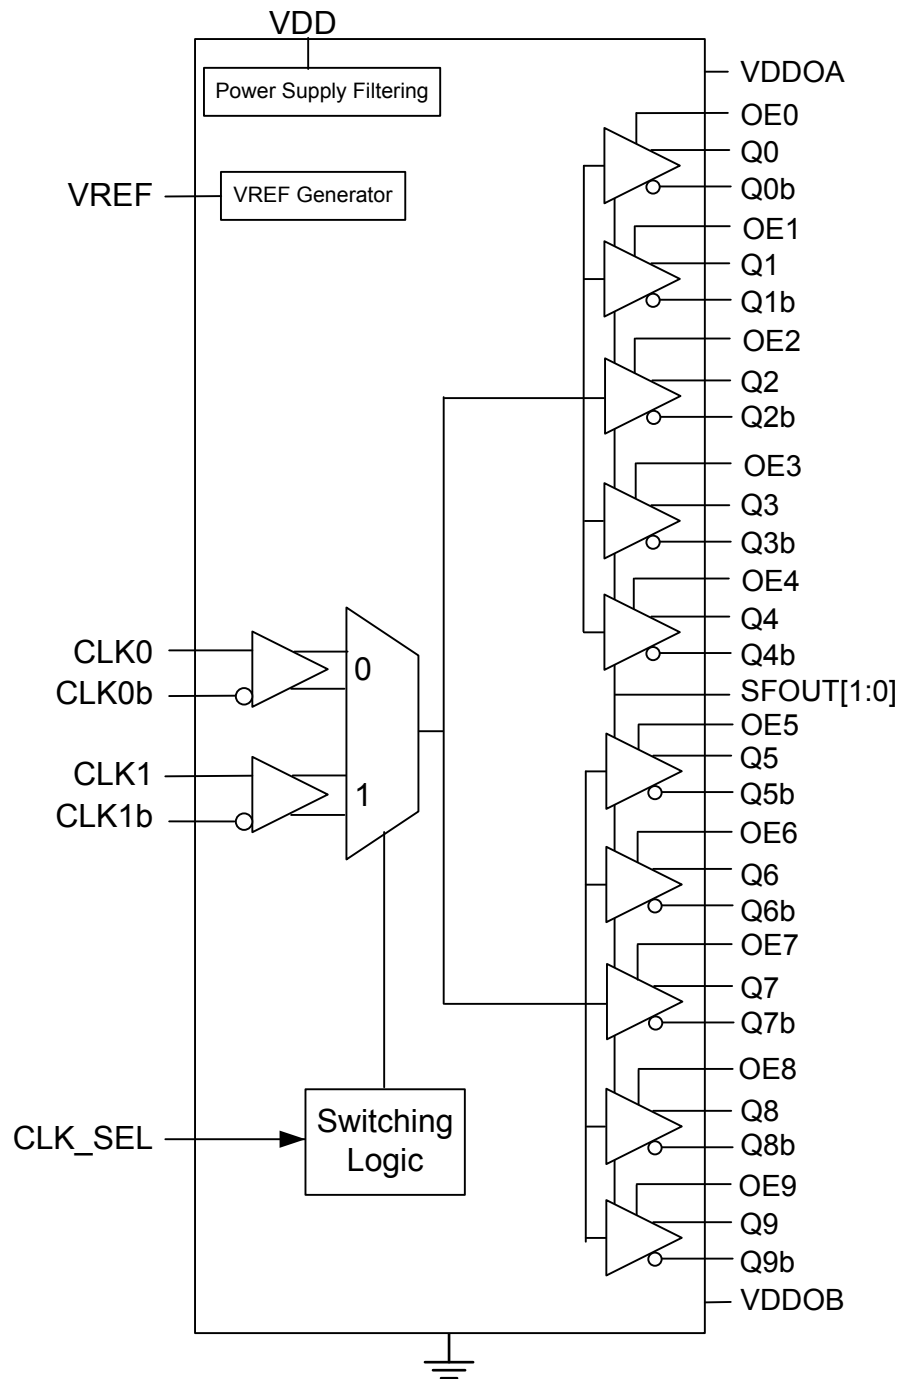 VDD
Power Supply Filtering
VREF
VREF Generator
CLK0
CLK0b
CLK1
CLK1b
0
1
CLK_SEL
Switching
Logic
VDDOA
OE0
Q0
Q0b
OE1
Q1
Q1b
OE2
Q2
Q2b
OE3
Q3
Q3b
OE4
Q4
Q4b
SFOUT[1:0]
OE5
Q5
Q5b
OE6
Q6
Q6b
OE7
Q7
Q7b
OE8
Q8
Q8b
OE9
Q9
Q9b
VDDOB